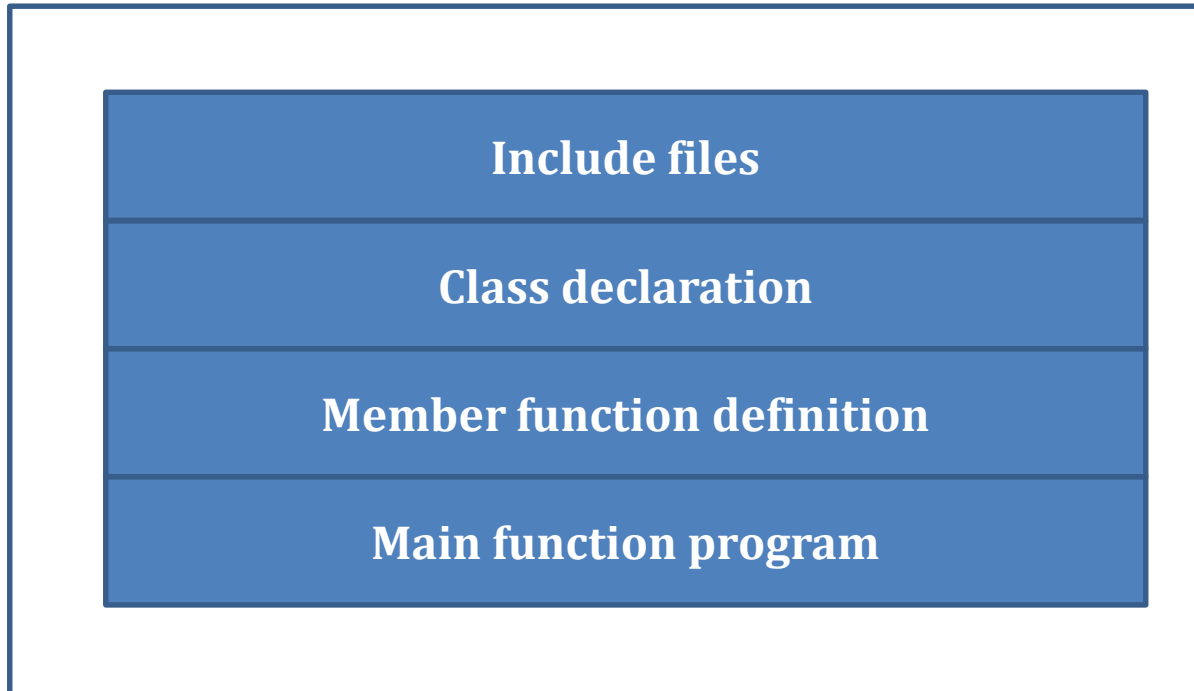 Include files
Class declaration
Member function definition
Main function program